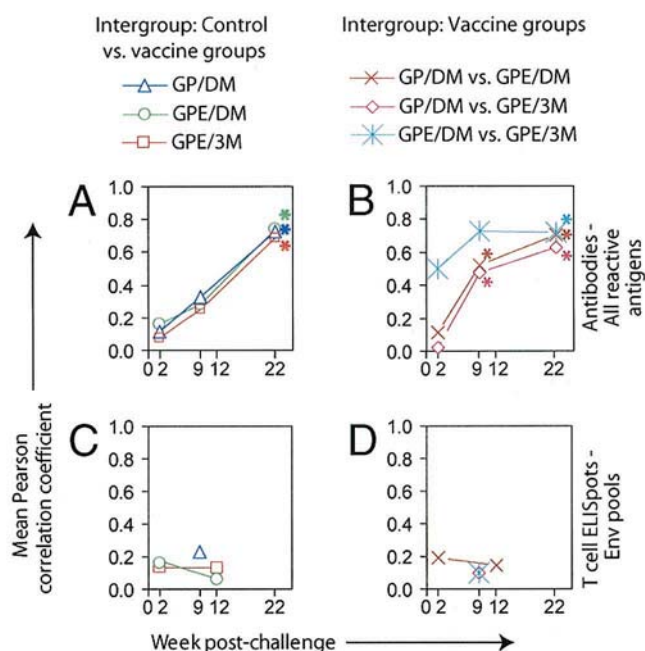 Intergroup: Control
vs. vaccine groups
GP/DM
GPE/DM
GPE/3M
Intergroup: Vaccine groups
GP/DM vs. GPE/DM
GP/DM vs. GPE/3M
GPE/DM vs. GPE/3M
A
1.0
0.8
0.6
0.4
0.2
0.0
0 2 9 12 22
B
1.0
0.8
0.6
0.4
0.2
0.0
0 2 9 12 22
Antibodies -
All reactive
antigens
C
1.0
0.8
0.6
0.4
0.2
0.0
0 2 9 12 22
D
1.0
0.8
0.6
0.4
0.2
0.0
0 2 9 12 22
T cell ELISpots -
Env pools
Mean Pearson
correlation coefficient
Week post-challenge